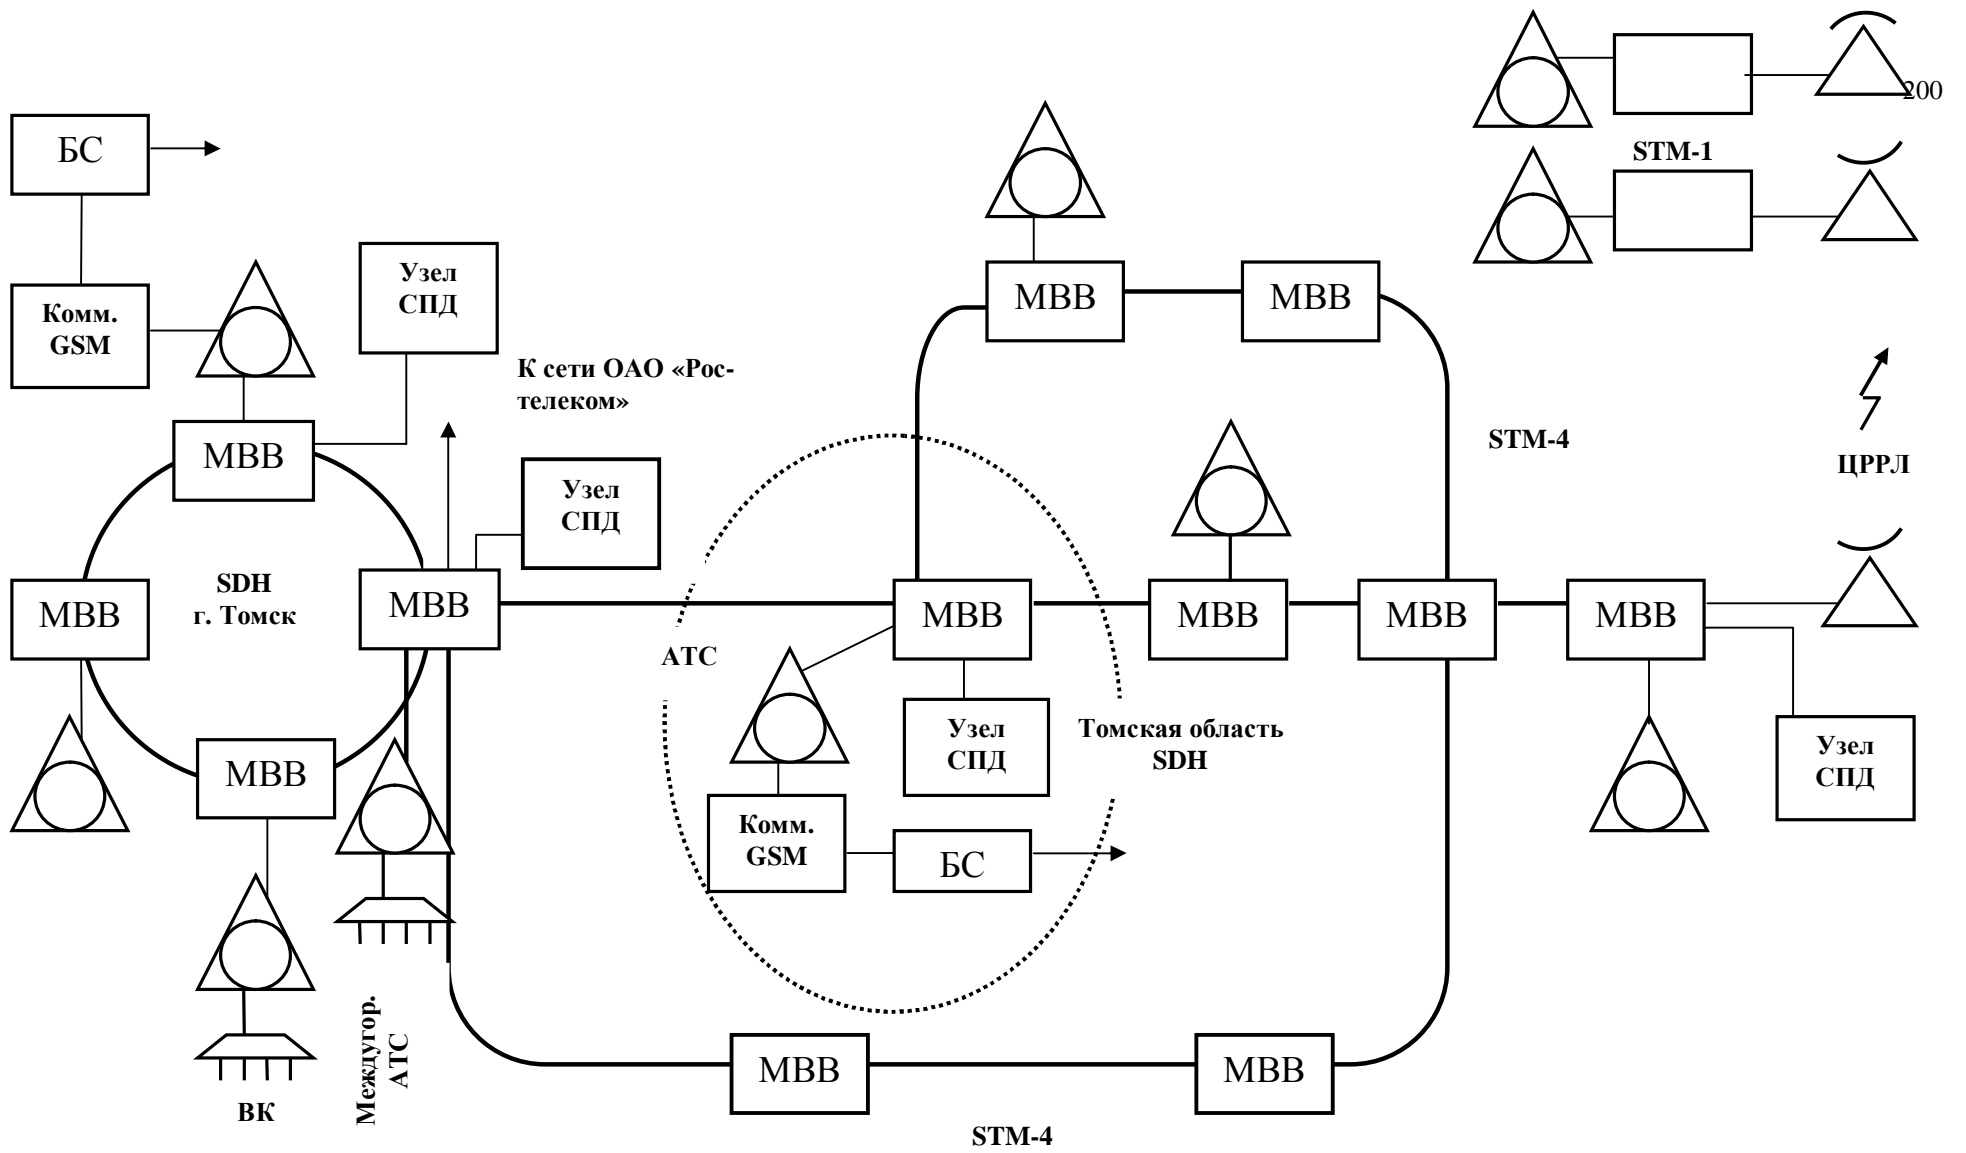 200
STM-1
БС
Узел
СПД
Комм.
GSM
МВВ
МВВ
К сети ОАО «Рос-
телеком»
МВВ
STM-4
ЦРРЛ
Узел
СПД
SDH
г. Томск
МВВ
МВВ
МВВ
МВВ
МВВ
МВВ
АТС
МВВ
Узел
СПД
Томская область
SDH
Узел
СПД
МВВ
Комм.
GSM
БС
Междугор.
АТС
МВВ
МВВ
ВК
STM-4